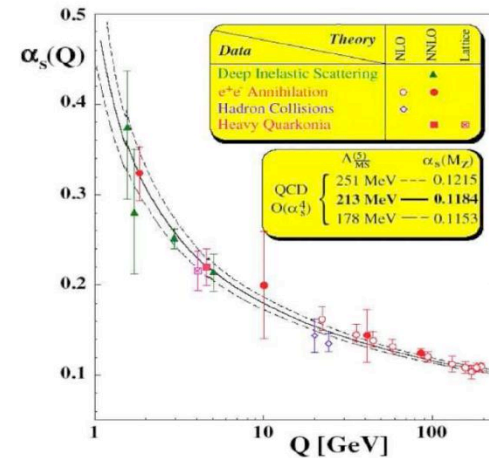 αs(Q)
0.5
0.4
0.3
0.2
0.1
Theory
Data
NLO
NNLO
Lattice
Deep Inelastic Scattering
e⁺e⁻ Annihilation
Hadron Collisions
Heavy Quarkonia
Λ(5) MS αs(MZ)
QCD O(αs⁴)
251 MeV 0.1215
213 MeV 0.1184
178 MeV 0.1153
1 10 100
Q [GeV]